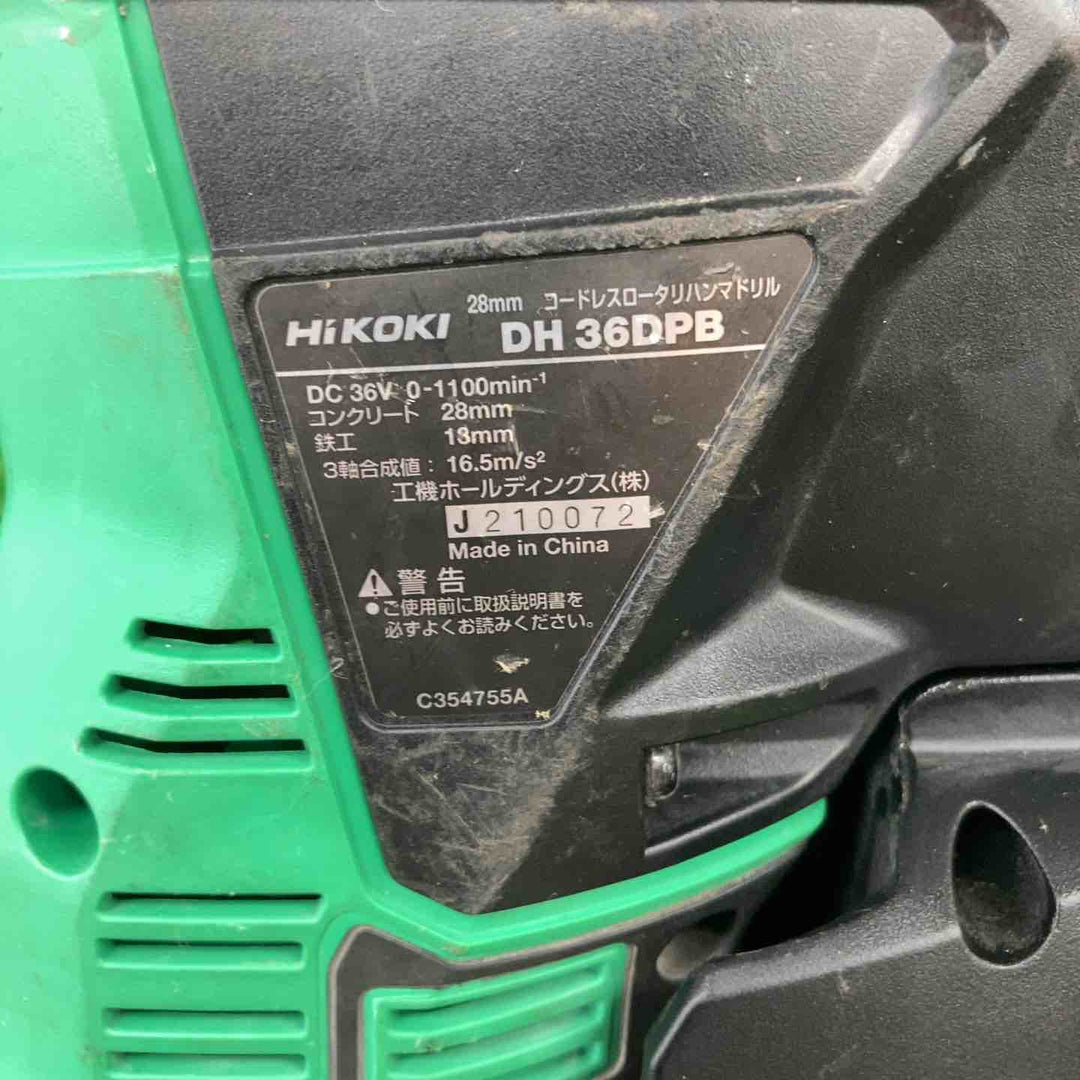 28mm コードレスロータリハンマドリル
HiKOKI DH 36DPB
DC 36V 0-1100min-1
コンクリート 28mm
鉄工 13mm
3軸合成値: 16.5m/s2
工機ホールディングス(株)
J210072
Made in China
警告
●ご使用前に取扱説明書を
必ずよくお読みください。
C354755A